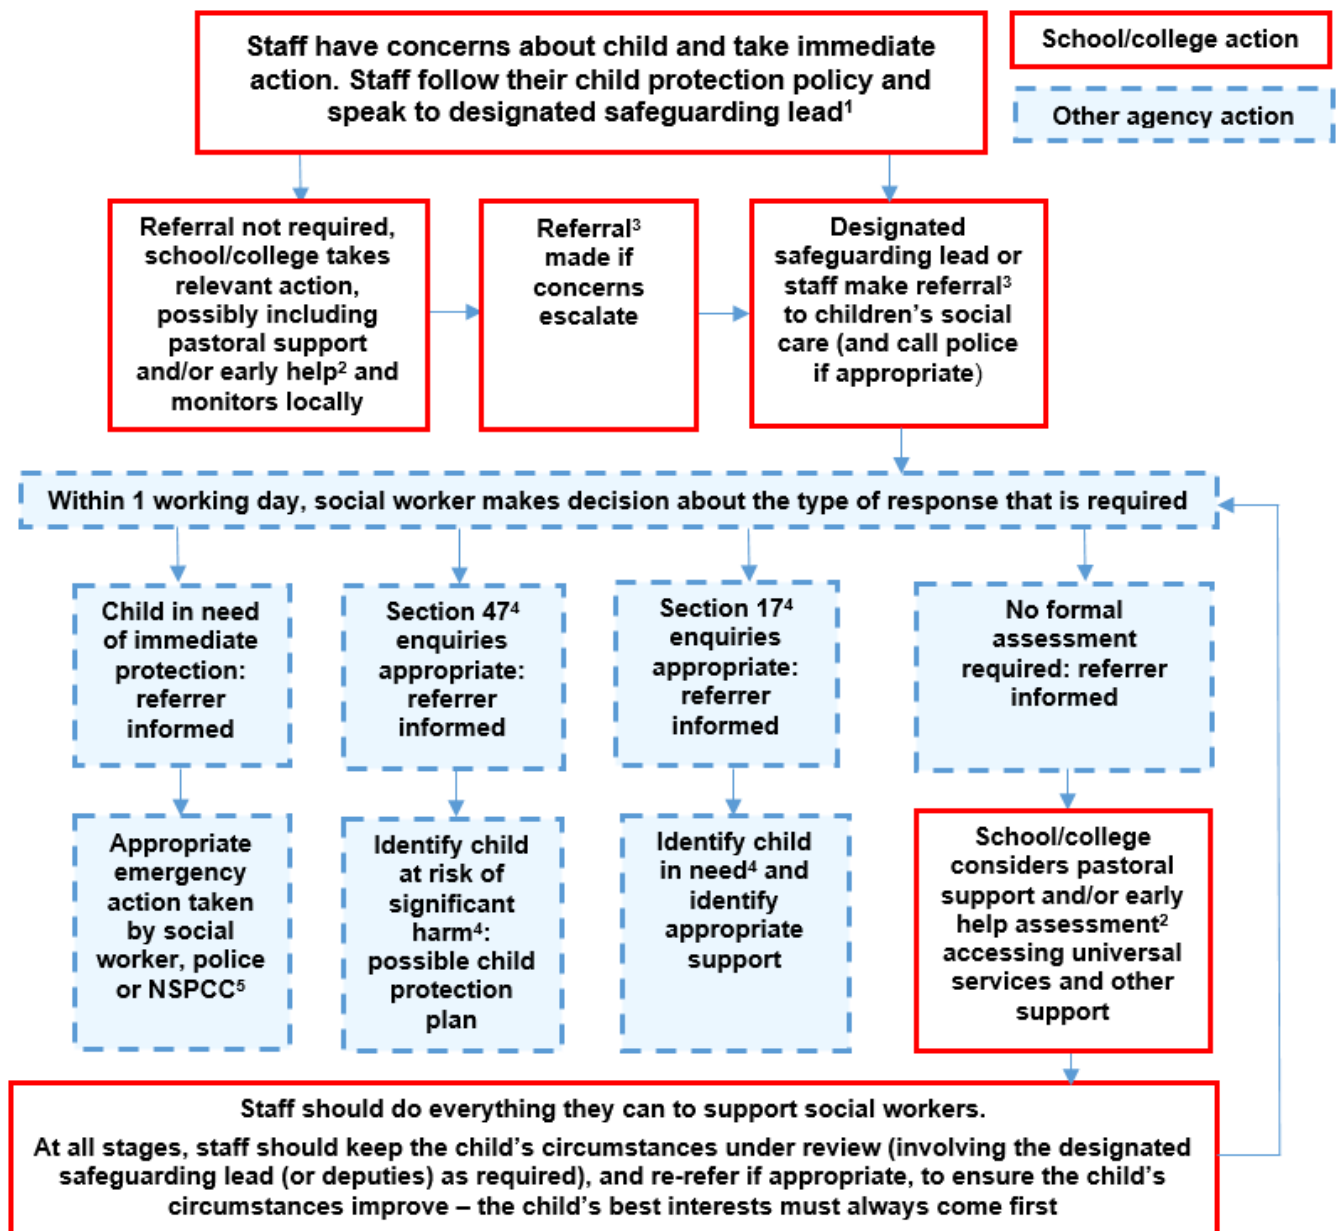 Staff have concerns about child and take immediate
action. Staff follow their child protection policy and
speak to designated safeguarding lead¹
School/college action
Other agency action
Referral not required,
school/college takes
relevant action,
possibly including
pastoral support
and/or early help² and
monitors locally
Referral³
made if
concerns
escalate
Designated
safeguarding lead or
staff make referral³
to children’s social
care (and call police
if appropriate)
Within 1 working day, social worker makes decision about the type of response that is required
Child in need
of immediate
protection:
referrer
informed
Section 47⁴
enquiries
appropriate:
referrer
informed
Section 17⁴
enquiries
appropriate:
referrer
informed
No formal
assessment
required: referrer
informed
Appropriate
emergency
action taken
by social
worker, police
or NSPCC⁵
Identify child
at risk of
significant
harm⁴:
possible child
protection
plan
Identify child
in need⁴ and
identify
appropriate
support
School/college
considers pastoral
support and/or early
help assessment²
accessing universal
services and other
support
Staff should do everything they can to support social workers.
At all stages, staff should keep the child’s circumstances under review (involving the designated
safeguarding lead (or deputies) as required), and re-refer if appropriate, to ensure the child’s
circumstances improve – the child’s best interests must always come first